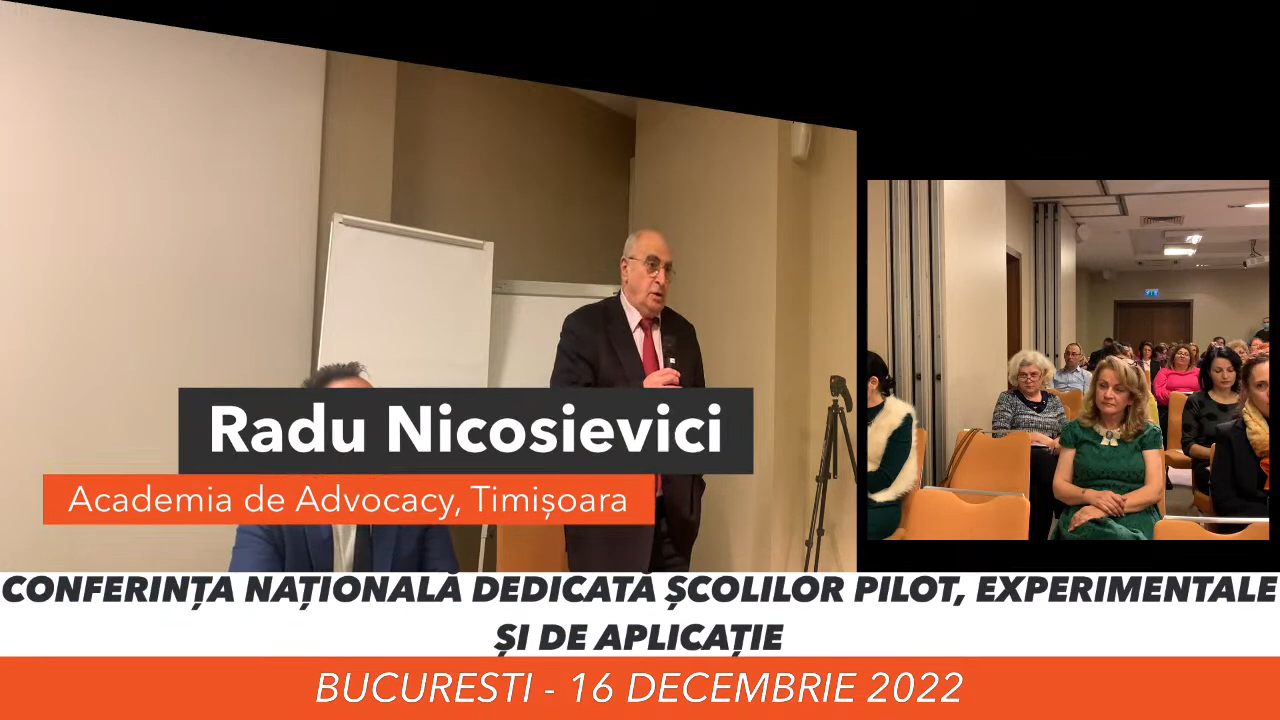 Radu Nicosievici
Academia de Advocacy, Timișoara
CONFERINȚA NAȚIONALĂ DEDICATĂ ȘCOLILOR PILOT, EXPERIMENTALE
ȘI DE APLICAȚIE
BUCURESTI - 16 DECEMBRIE 2022